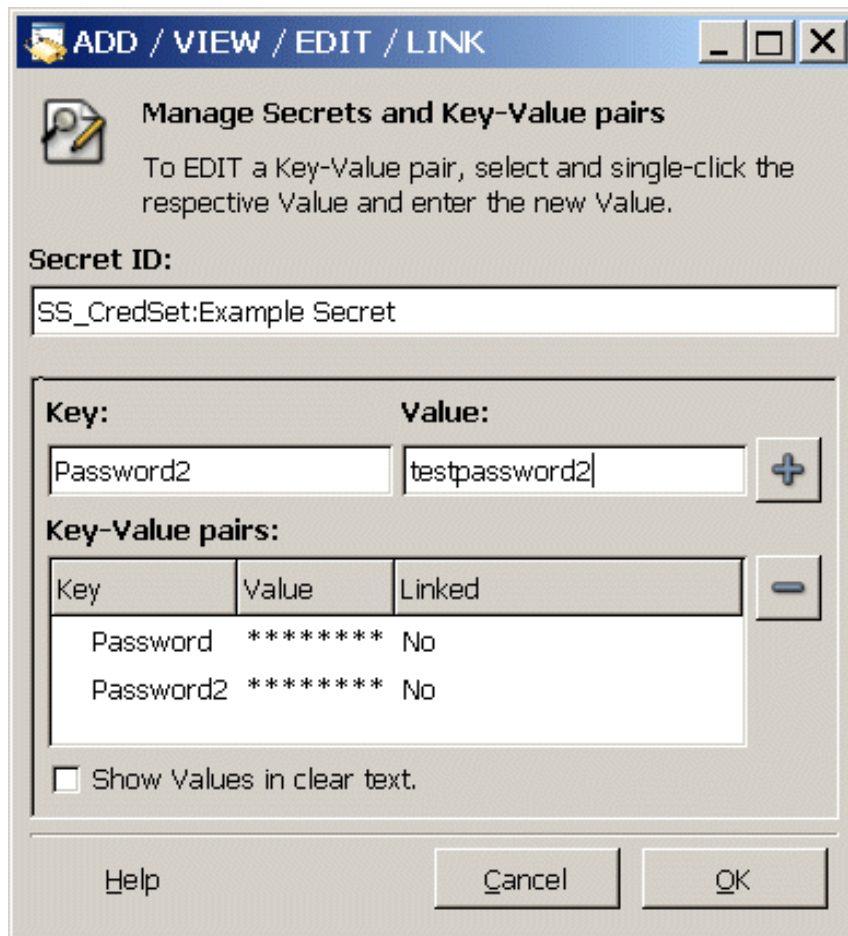 ADD / VIEW / EDIT / LINK
Manage Secrets and Key-Value pairs
To EDIT a Key-Value pair, select and single-click the
respective Value and enter the new Value.
Secret ID:
SS_CredSet:Example Secret
Key: Value:
Password2 testpassword2
Key-Value pairs:
Key Value Linked
Password ******** No
Password2 ******** No
Show Values in clear text.
Help Cancel OK